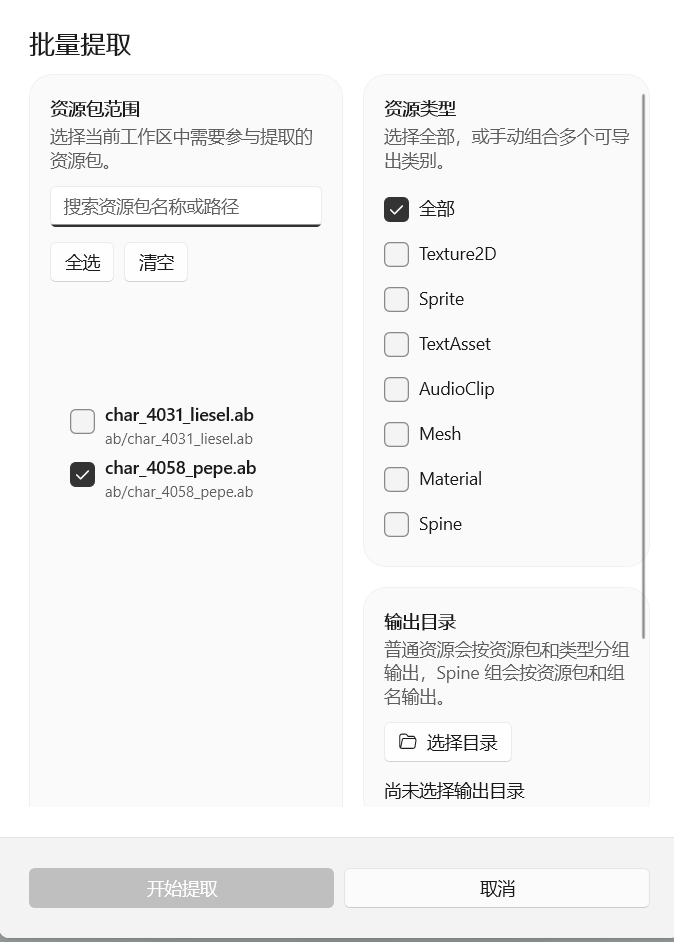 批量提取
资源包范围
选择当前工作区中需要参与提取的
资源包。
搜索资源包名称或路径
全选
清空
char_4031_liesel.ab
ab/char_4031_liesel.ab
char_4058_pepe.ab
ab/char_4058_pepe.ab
资源类型
选择全部，或手动组合多个可导
出类别。
全部
Texture2D
Sprite
TextAsset
AudioClip
Mesh
Material
Spine
输出目录
普通资源会按资源包和类型分组
输出，Spine 组会按资源包和组
名输出。
选择目录
尚未选择输出目录
开始提取
取消